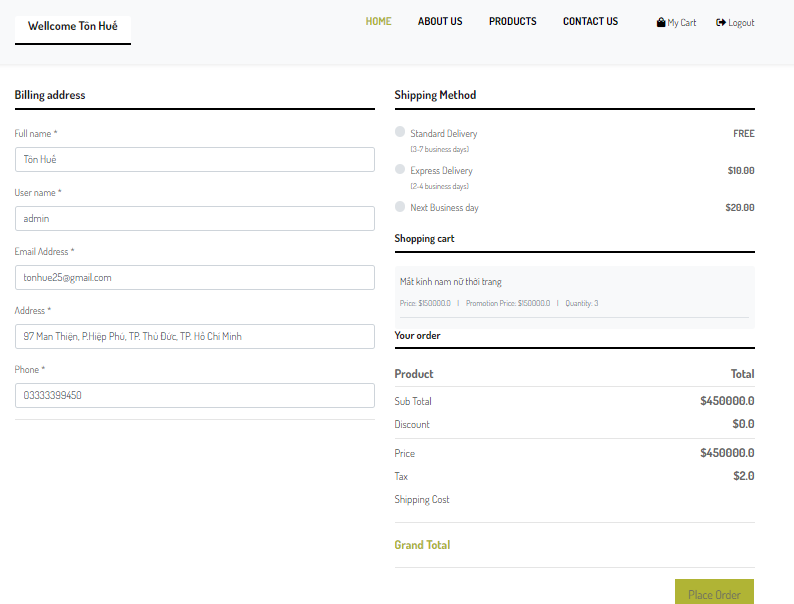 Wellcome Tôn Huế
HOME ABOUT US PRODUCTS CONTACT US My Cart Logout
Billing address
Full name *
Tôn Huế
User name *
admin
Email Address *
tonhue25@gmail.com
Address *
97 Man Thiện, P.Hiệp Phú, TP. Thủ Đức, TP. Hồ Chí Minh
Phone *
03333399450
Shipping Method
Standard Delivery FREE
(3-7 business days)
Express Delivery $10.00
(2-4 business days)
Next Business day $20.00
Shopping cart
Mắt kính nam nữ thời trang
Price: $150000.0 | Promotion Price: $150000.0 | Quantity: 3
Your order
Product Total
Sub Total $450000.0
Discount $0.0
Price $450000.0
Tax $2.0
Shipping Cost
Grand Total
Place Order